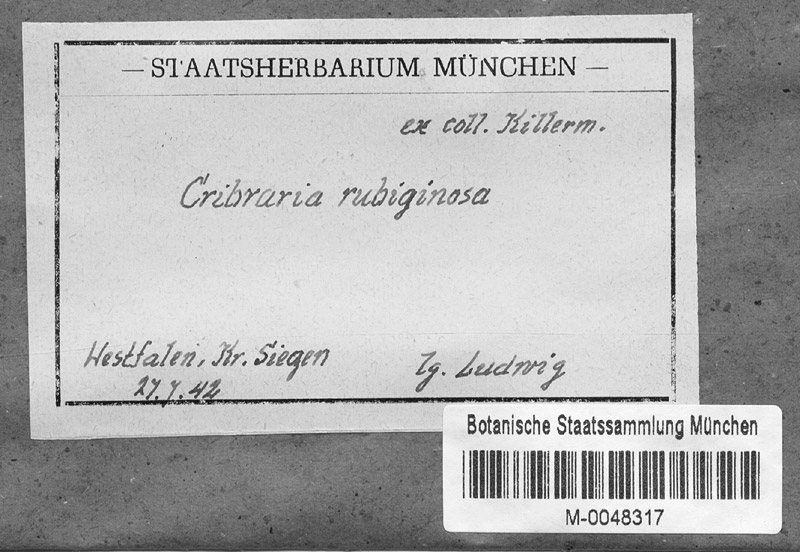 — STAATSHERBARIUM MÜNCHEN —
ex coll. Killerm.
Cribraria rubiginosa
Westfalen, Kr. Siegen
27.7.42
lg. Ludwig
Botanische Staatssammlung München
M-0048317